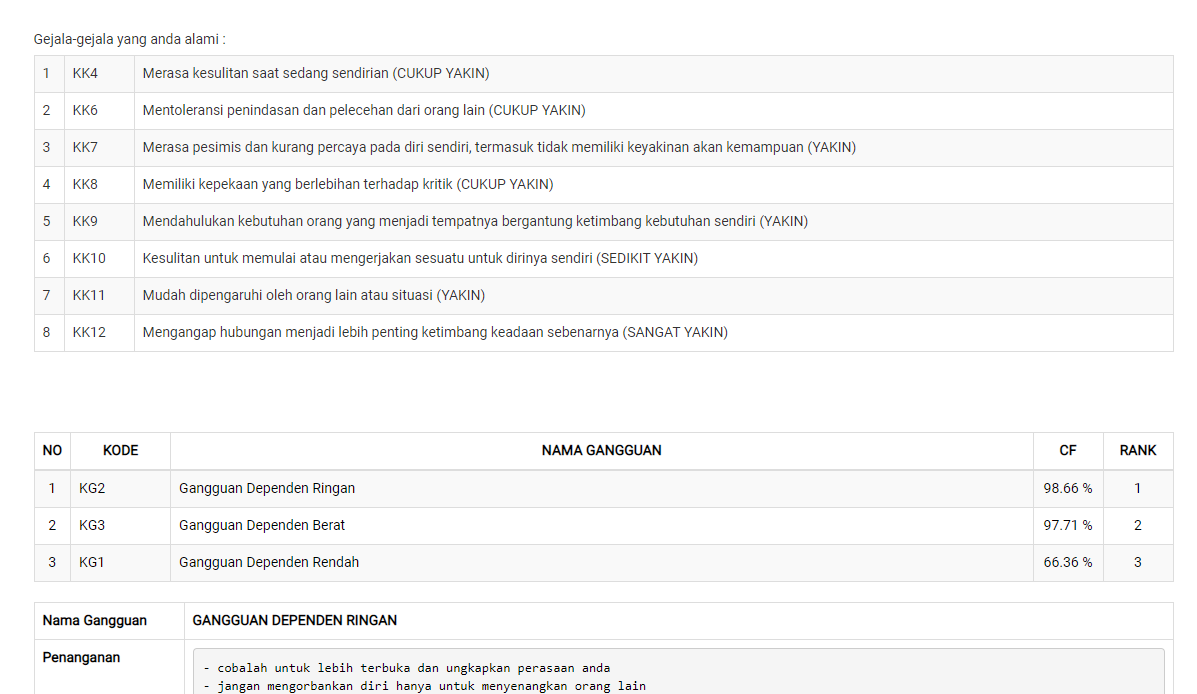 Gejala-gejala yang anda alami :
1 KK4 Merasa kesulitan saat sedang sendirian (CUKUP YAKIN)
2 KK6 Mentoleransi penindasan dan pelecehan dari orang lain (CUKUP YAKIN)
3 KK7 Merasa pesimis dan kurang percaya pada diri sendiri, termasuk tidak memiliki keyakinan akan kemampuan (YAKIN)
4 KK8 Memiliki kepekaan yang berlebihan terhadap kritik (CUKUP YAKIN)
5 KK9 Mendahulukan kebutuhan orang yang menjadi tempatnya bergantung ketimbang kebutuhan sendiri (YAKIN)
6 KK10 Kesulitan untuk memulai atau mengerjakan sesuatu untuk dirinya sendiri (SEDIKIT YAKIN)
7 KK11 Mudah dipengaruhi oleh orang lain atau situasi (YAKIN)
8 KK12 Mengangap hubungan menjadi lebih penting ketimbang keadaan sebenarnya (SANGAT YAKIN)
NO KODE NAMA GANGGUAN CF RANK
1 KG2 Gangguan Dependen Ringan 98.66 % 1
2 KG3 Gangguan Dependen Berat 97.71 % 2
3 KG1 Gangguan Dependen Rendah 66.36 % 3
Nama Gangguan GANGGUAN DEPENDEN RINGAN
Penanganan
- cobalah untuk lebih terbuka dan ungkapkan perasaan anda
- jangan mengorbankan diri hanya untuk menyenangkan orang lain